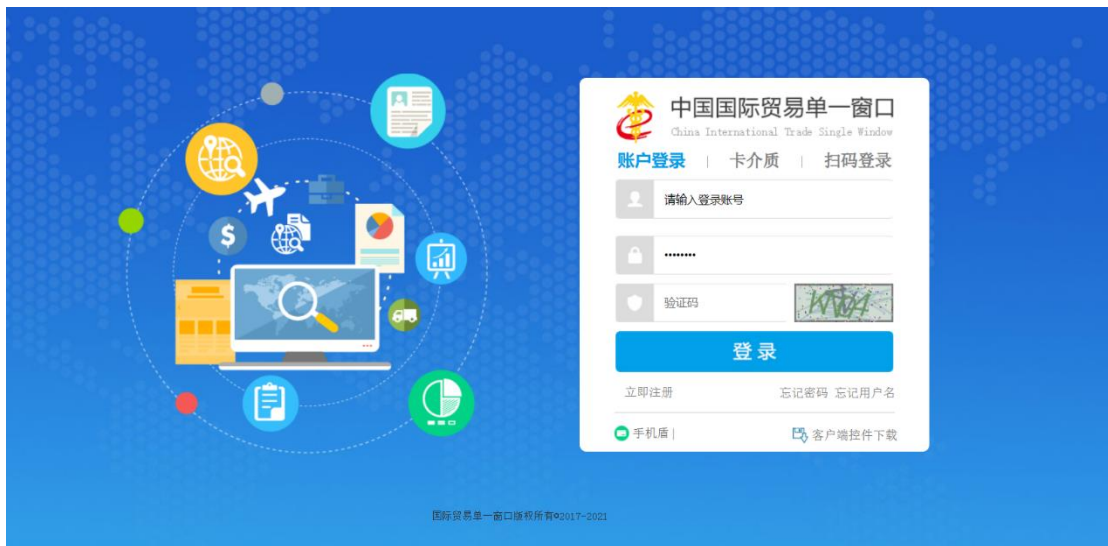 中国国际贸易单一窗口
China International Trade Single Window
账户登录 | 卡介质 | 扫码登录
请输入登录账号
••••••••
验证码
登录
立即注册 忘记密码 忘记用户名
手机盾| 客户端控件下载
国际贸易单一窗口版权所有©2017-2021